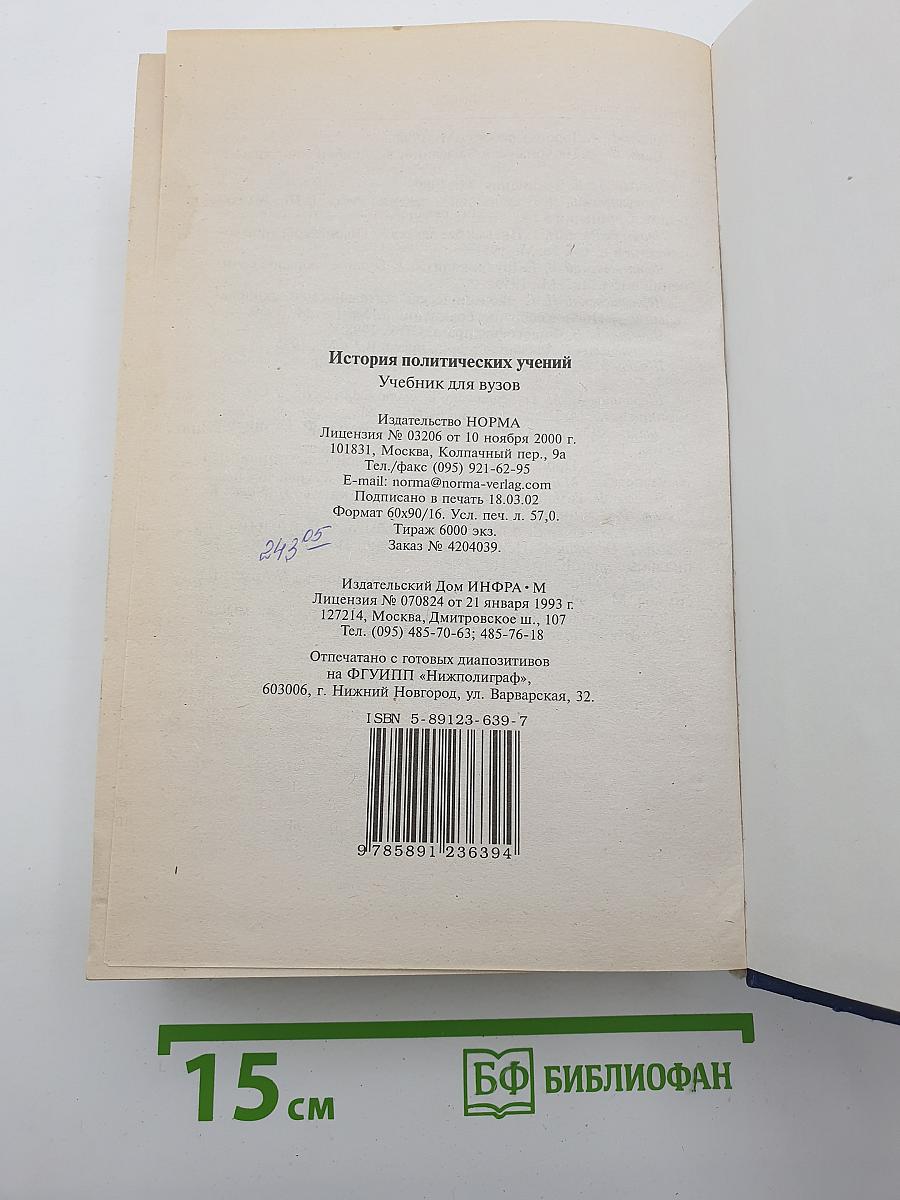 История политических учений
Учебник для вузов
Издательство НОРМА
Лицензия № 03206 от 10 ноября 2000 г.
101831, Москва, Колпачный пер., 9а
Тел./факс (095) 921-62-95
E-mail: norma@norma-verlag.com
Подписано в печать 18.03.02
Формат 60х90/16. Усл. печ. л. 57,0.
Тираж 6000 экз.
Заказ № 4204039.
243 05
Издательский Дом ИНФРА • М
Лицензия № 070824 от 21 января 1993 г.
127214, Москва, Дмитровское ш., 107
Тел. (095) 485-70-63; 485-76-18
Отпечатано с готовых диапозитивов
на ФГУИПП «Нижполиграф»,
603006, г. Нижний Новгород, ул. Варварская, 32.
ISBN 5-89123-639-7
9 785891 236394
15 см
БФ БИБЛИОФАН